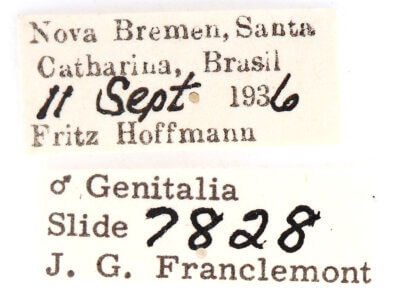 Nova Bremen, Santa
Catharina, Brasil
11 Sept 1936
Fritz Hoffmann
♂ Genitalia
Slide 7828
J. G. Franclemont